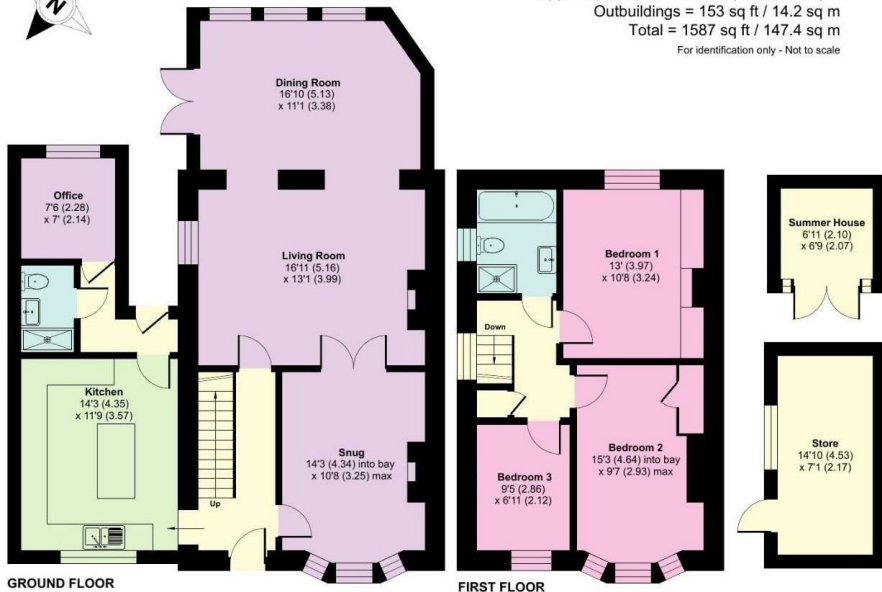 N
Outbuildings = 153 sq ft / 14.2 sq m
Total = 1587 sq ft / 147.4 sq m
For identification only - Not to scale
Dining Room
16'10 (5.13)
x 11'1 (3.38)
Office
7'6 (2.28)
x 7' (2.14)
Living Room
16'11 (5.16)
x 13'1 (3.99)
Kitchen
14'3 (4.35)
x 11'9 (3.57)
Up
Snug
14'3 (4.34) into bay
x 10'8 (3.25) max
GROUND FLOOR
Bedroom 1
13' (3.97)
x 10'8 (3.24)
Down
Bedroom 2
15'3 (4.64) into bay
x 9'7 (2.93) max
Bedroom 3
9'5 (2.86)
x 6'11 (2.12)
FIRST FLOOR
Summer House
6'11 (2.10)
x 6'9 (2.07)
Store
14'10 (4.53)
x 7'1 (2.17)